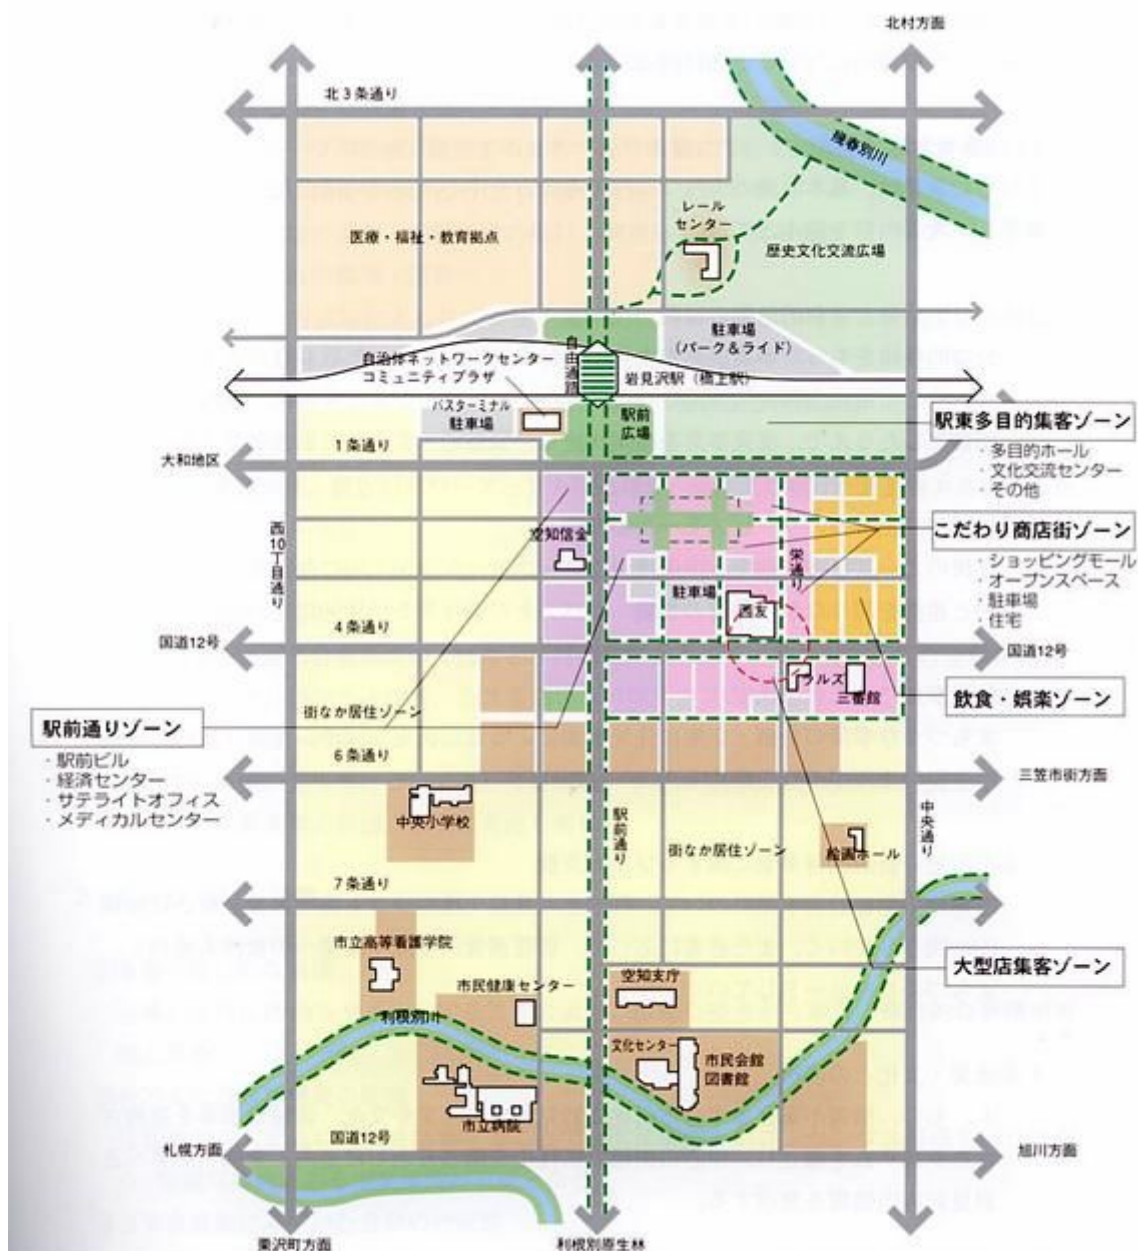 北村方面
北3条通り
幾春別川
レール
センター
医療・福祉・教育拠点
歴史文化交流広場
駐車場
(パーク&ライド)
自由通路
自治体ネットワークセンター
コミュニティプラザ
岩見沢駅(橋上駅)
バスターミナル
駐車場
駅前
広場
駅東多目的集客ゾーン
・多目的ホール
・文化交流センター
・その他
1条通り
大和地区
西10丁目通り
空知信金
栄通り
こだわり商店街ゾーン
・ショッピングモール
・オープンスペース
・駐車場
・住宅
駐車場
西友
4条通り
国道12号
国道12号
ラルズ
三番館
飲食・娯楽ゾーン
街なか居住ゾーン
駅前通りゾーン
・駅前ビル
・経済センター
・サテライトオフィス
・メディカルセンター
6条通り
三笠市街方面
中央小学校
駅前通り
街なか居住ゾーン
絵画ホール
中央通り
7条通り
市立高等看護学院
市民健康センター
空知支庁
大型店集客ゾーン
利根別川
文化センター
市民会館
図書館
市立病院
国道12号
札幌方面
旭川方面
栗沢町方面
利根別原生林